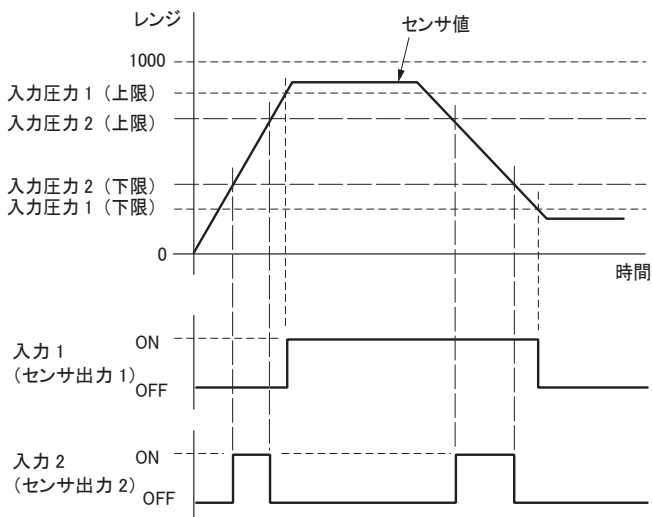 レンジ
センサ値
1000
入力圧力1（上限）
入力圧力2（上限）
入力圧力2（下限）
入力圧力1（下限）
0
時間
ON
入力1
（センサ出力1）
OFF
ON
入力2
（センサ出力2）
OFF